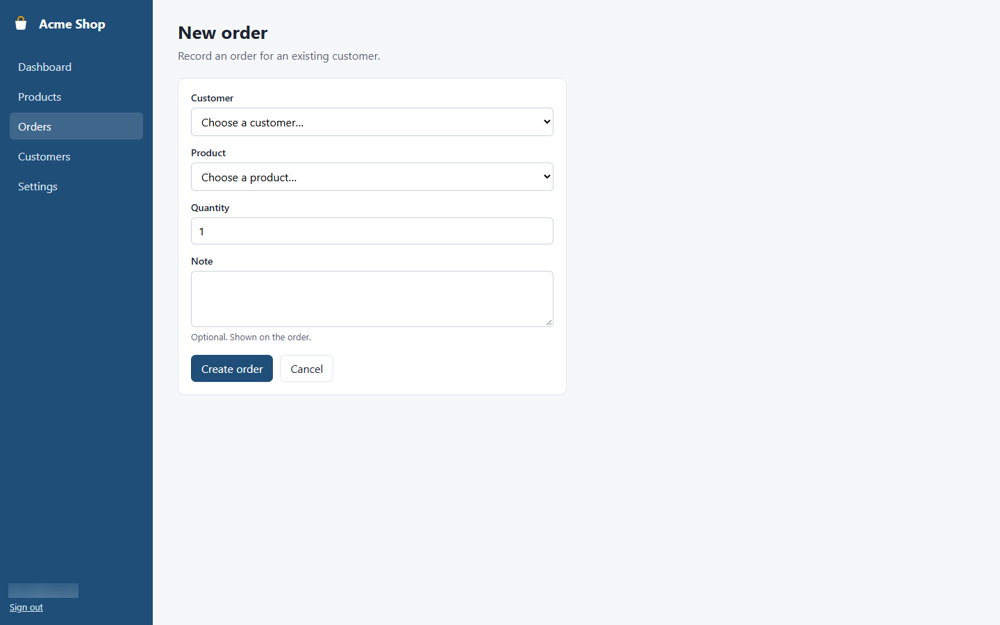 Acme Shop
Dashboard
Products
Orders
Customers
Settings
Sign out
New order
Record an order for an existing customer.
Customer
Choose a customer...
Product
Choose a product...
Quantity
1
Note
Optional. Shown on the order.
Create order
Cancel